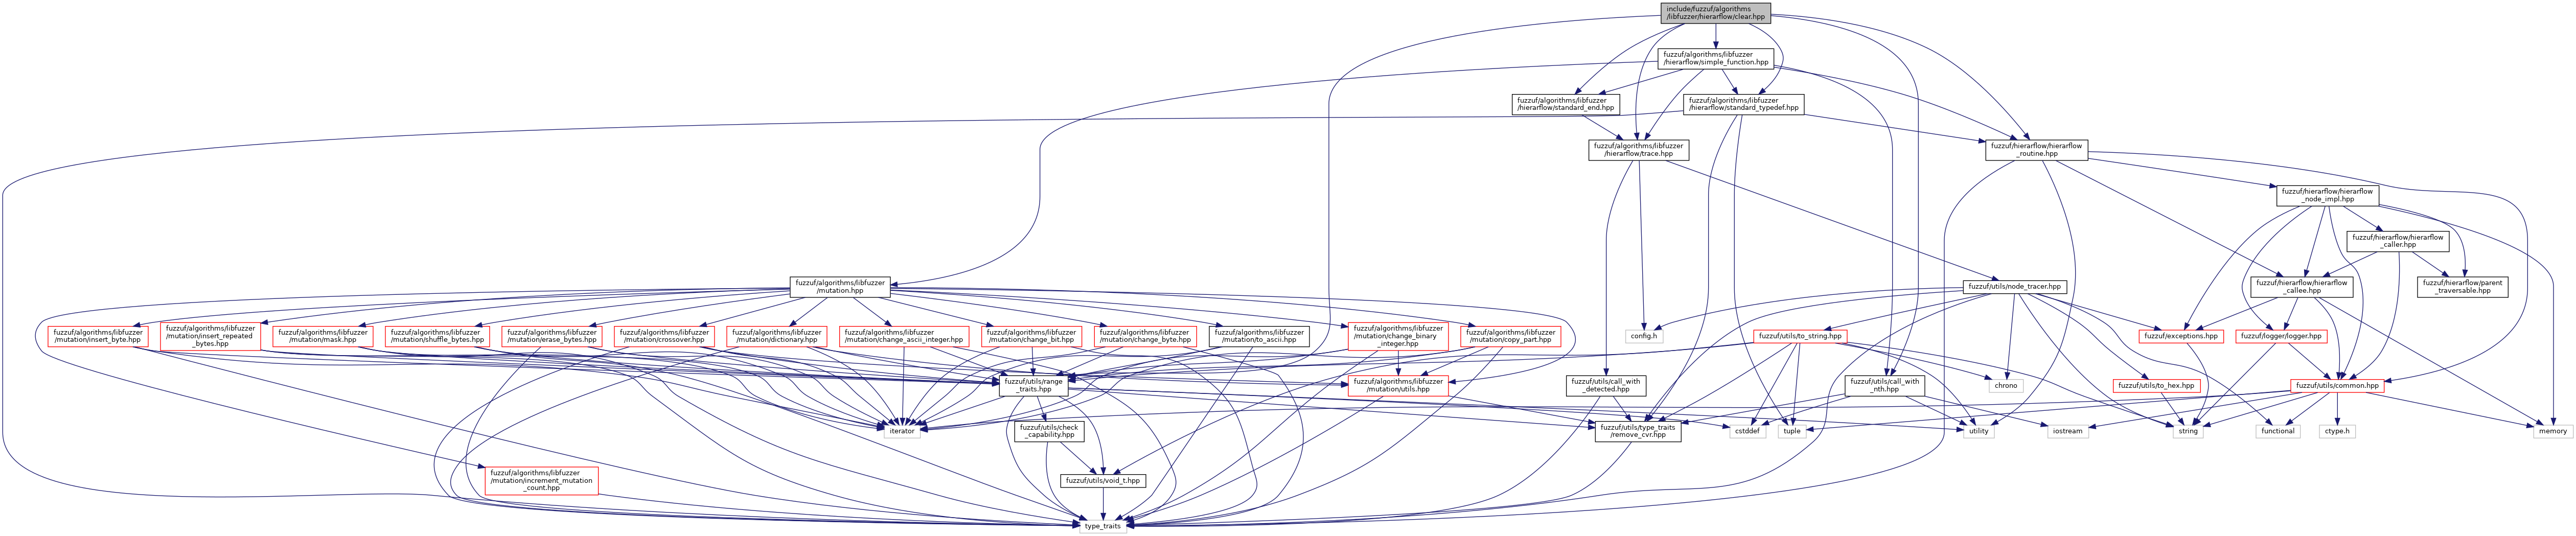 include/fuzzuf/algorithms
/libfuzzer/hierarflow/clear.hpp
fuzzuf/algorithms/libfuzzer
/hierarflow/simple_function.hpp
fuzzuf/algorithms/libfuzzer
/hierarflow/standard_end.hpp
fuzzuf/algorithms/libfuzzer
/hierarflow/standard_typedef.hpp
fuzzuf/algorithms/libfuzzer
/hierarflow/trace.hpp
fuzzuf/hierarflow/hierarflow
_routine.hpp
fuzzuf/hierarflow/hierarflow
_node_impl.hpp
fuzzuf/hierarflow/hierarflow
_caller.hpp
fuzzuf/algorithms/libfuzzer
/mutation.hpp
fuzzuf/utils/node_tracer.hpp
fuzzuf/hierarflow/hierarflow
_callee.hpp
fuzzuf/hierarflow/parent
_traversable.hpp
fuzzuf/algorithms/libfuzzer
/mutation/insert_byte.hpp
fuzzuf/algorithms/libfuzzer
/mutation/insert_repeated
_bytes.hpp
fuzzuf/algorithms/libfuzzer
/mutation/mask.hpp
fuzzuf/algorithms/libfuzzer
/mutation/shuffle_bytes.hpp
fuzzuf/algorithms/libfuzzer
/mutation/erase_bytes.hpp
fuzzuf/algorithms/libfuzzer
/mutation/crossover.hpp
fuzzuf/algorithms/libfuzzer
/mutation/dictionary.hpp
fuzzuf/algorithms/libfuzzer
/mutation/change_ascii_integer.hpp
fuzzuf/algorithms/libfuzzer
/mutation/change_bit.hpp
fuzzuf/algorithms/libfuzzer
/mutation/change_byte.hpp
fuzzuf/algorithms/libfuzzer
/mutation/to_ascii.hpp
fuzzuf/algorithms/libfuzzer
/mutation/change_binary
_integer.hpp
fuzzuf/algorithms/libfuzzer
/mutation/copy_part.hpp
config.h
fuzzuf/utils/to_string.hpp
fuzzuf/exceptions.hpp
fuzzuf/logger/logger.hpp
fuzzuf/utils/range
_traits.hpp
fuzzuf/algorithms/libfuzzer
/mutation/utils.hpp
fuzzuf/utils/call_with
_detected.hpp
fuzzuf/utils/call_with
_nth.hpp
chrono
fuzzuf/utils/to_hex.hpp
fuzzuf/utils/common.hpp
iterator
fuzzuf/utils/check
_capability.hpp
fuzzuf/utils/type_traits
/remove_cvr.hpp
cstddef
tuple
utility
iostream
string
functional
ctype.h
memory
fuzzuf/algorithms/libfuzzer
/mutation/increment_mutation
_count.hpp
fuzzuf/utils/void_t.hpp
type_traits